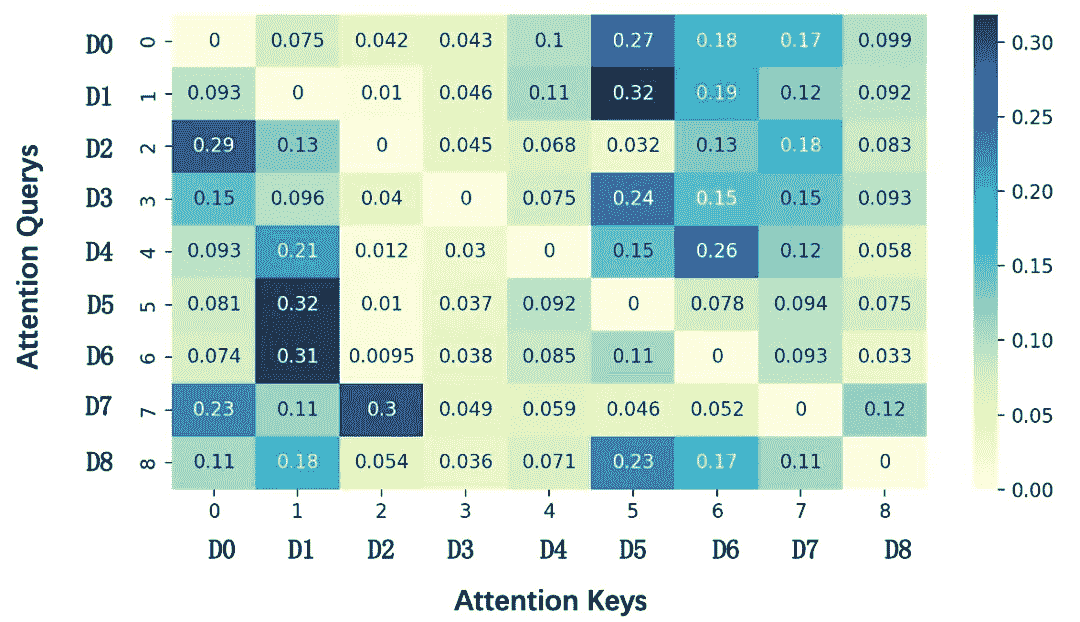 D0 0 0 0.075 0.042 0.043 0.1 0.27 0.18 0.17 0.099 0.30
D1 1 0.093 0 0.01 0.046 0.11 0.32 0.19 0.12 0.092 0.25
D2 2 0.29 0.13 0 0.045 0.068 0.032 0.13 0.18 0.083
D3 3 0.15 0.096 0.04 0 0.075 0.24 0.15 0.15 0.093 0.20
D4 4 0.093 0.21 0.012 0.03 0 0.15 0.26 0.12 0.058 0.15
D5 5 0.081 0.32 0.01 0.037 0.092 0 0.078 0.094 0.075 0.10
D6 6 0.074 0.31 0.0095 0.038 0.085 0.11 0 0.093 0.033
D7 7 0.23 0.11 0.3 0.049 0.059 0.046 0.052 0 0.12 0.05
D8 8 0.11 0.18 0.054 0.036 0.071 0.23 0.17 0.11 0 0.00
0 1 2 3 4 5 6 7 8
D0 D1 D2 D3 D4 D5 D6 D7 D8
Attention Keys
Attention Querys